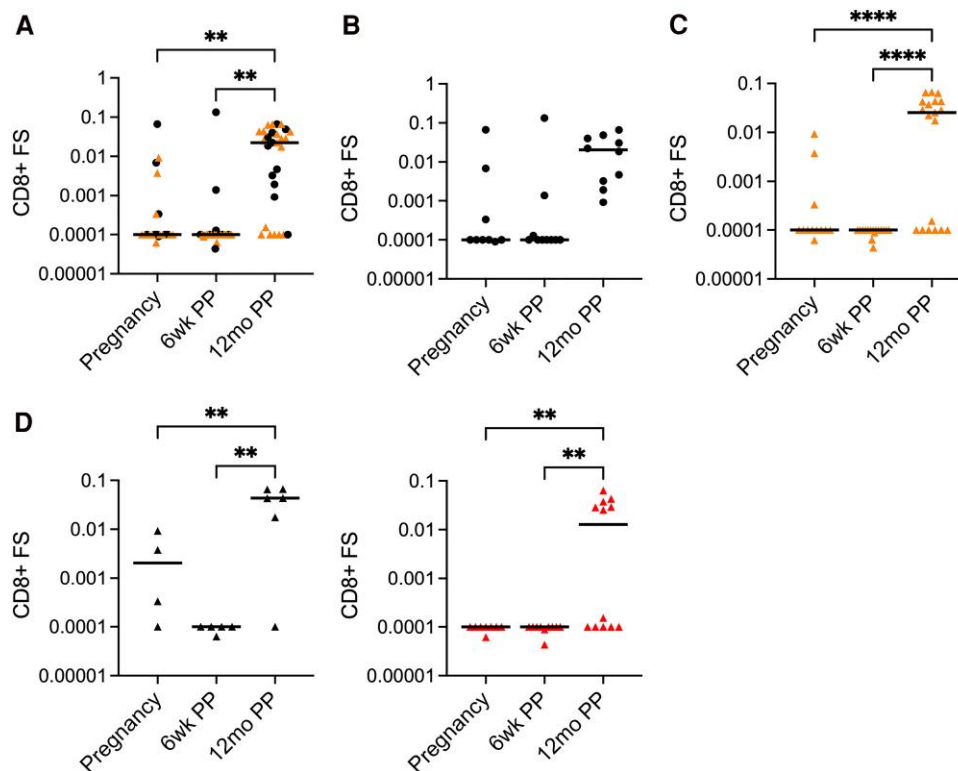 A
**
**
CD8+ FS
1
0.1
0.01
0.001
0.0001
0.00001
Pregnancy
6wk PP
12mo PP
B
CD8+ FS
1
0.1
0.01
0.001
0.0001
0.00001
Pregnancy
6wk PP
12mo PP
C
****
****
CD8+ FS
1
0.1
0.01
0.001
0.0001
0.00001
Pregnancy
6wk PP
12mo PP
D
**
**
CD8+ FS
0.1
0.01
0.001
0.0001
0.00001
Pregnancy
6wk PP
12mo PP
**
**
CD8+ FS
0.1
0.01
0.001
0.0001
0.00001
Pregnancy
6wk PP
12mo PP